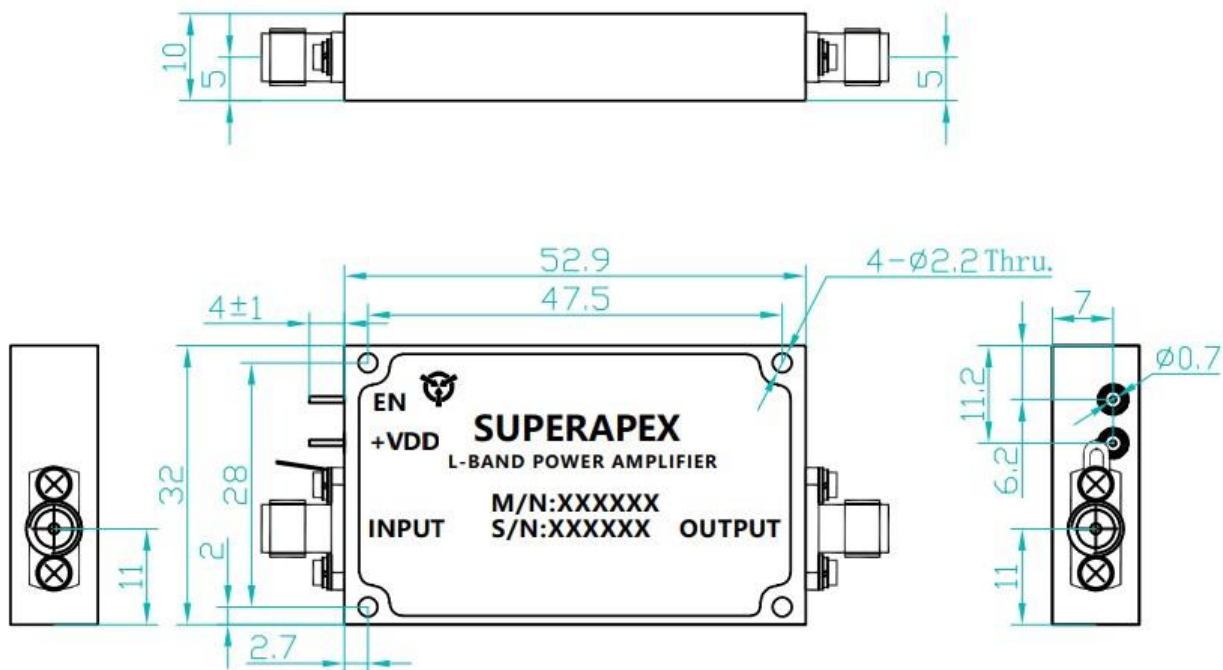 10
5
5
52.9
4-ø2.2 Thru.
47.5
4±1
7
ø0.7
11.2
6.2
EN
+VDD
SUPERAPEX
L-BAND POWER AMPLIFIER
M/N:XXXXXX
INPUT S/N:XXXXXX OUTPUT
32
28
2
11
11
2.7